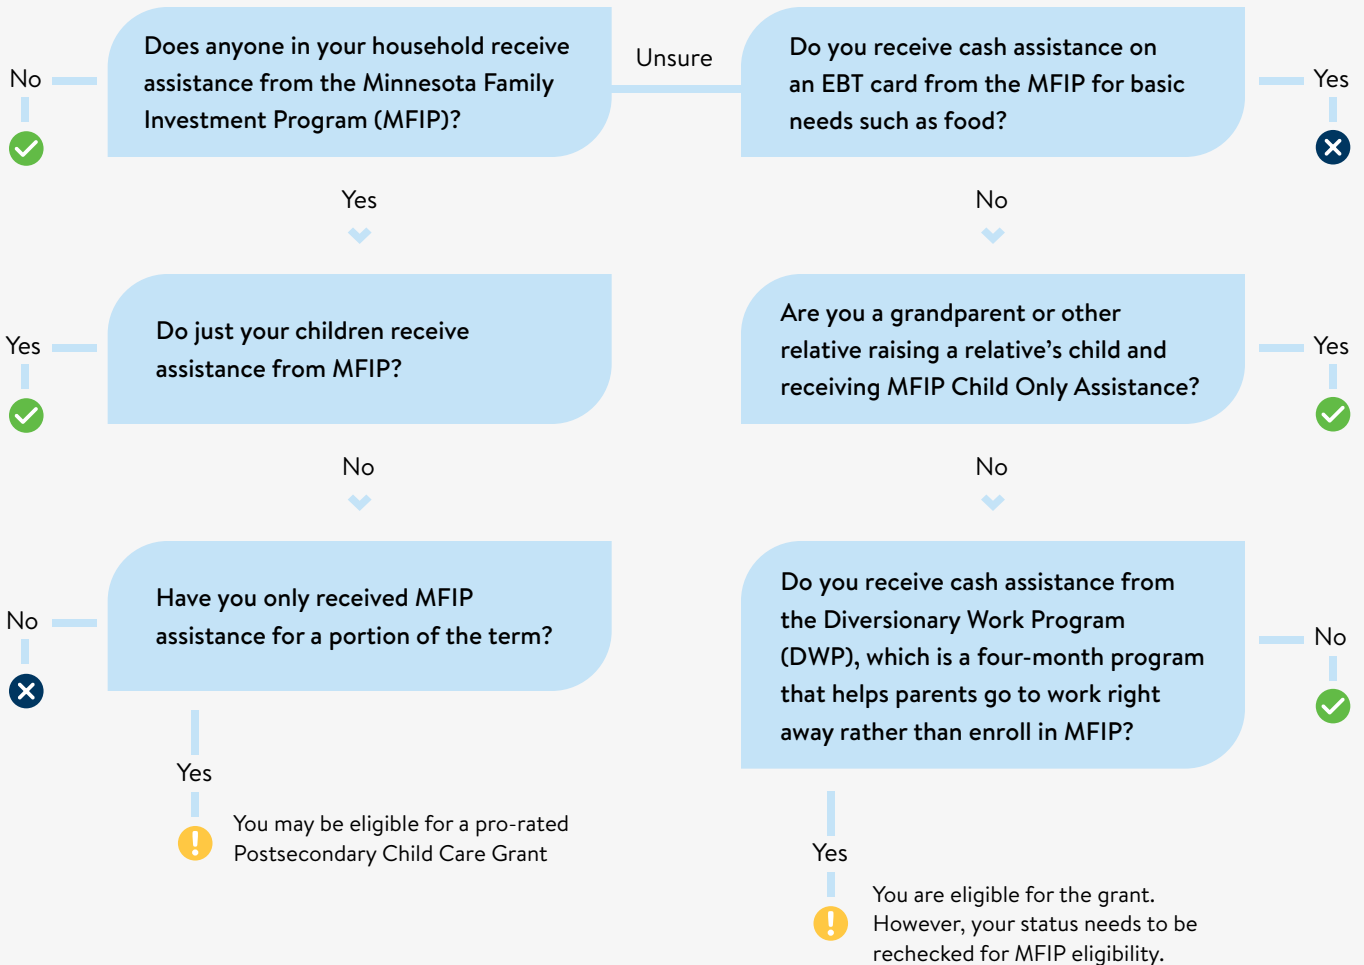 Does anyone in your household receive
assistance from the Minnesota Family
Investment Program (MFIP)?
No
Unsure
Do you receive cash assistance on
an EBT card from the MFIP for basic
needs such as food?
Yes
Yes
No
Do just your children receive
assistance from MFIP?
Yes
Are you a grandparent or other
relative raising a relative’s child and
receiving MFIP Child Only Assistance?
Yes
No
No
Have you only received MFIP
assistance for a portion of the term?
No
Do you receive cash assistance from
the Diversionary Work Program
(DWP), which is a four-month program
that helps parents go to work right
away rather than enroll in MFIP?
No
Yes
You may be eligible for a pro-rated
Postsecondary Child Care Grant
Yes
You are eligible for the grant.
However, your status needs to be
rechecked for MFIP eligibility.